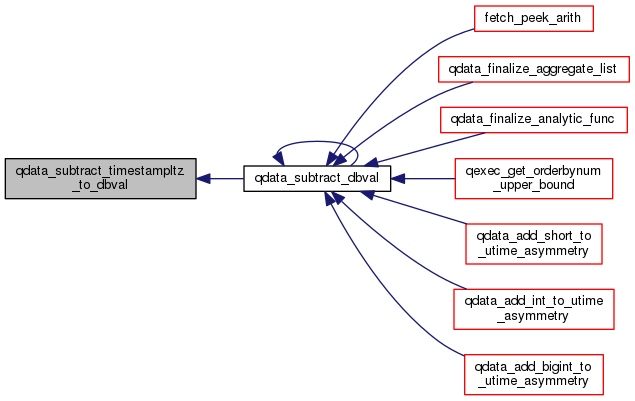 fetch_peek_arith
qdata_finalize_aggregate_list
qdata_finalize_analytic_func
qdata_subtract_timestampltz
_to_dbval
qdata_subtract_dbval
qexec_get_orderbynum
_upper_bound
qdata_add_short_to
_utime_asymmetry
qdata_add_int_to_utime
_asymmetry
qdata_add_bigint_to
_utime_asymmetry